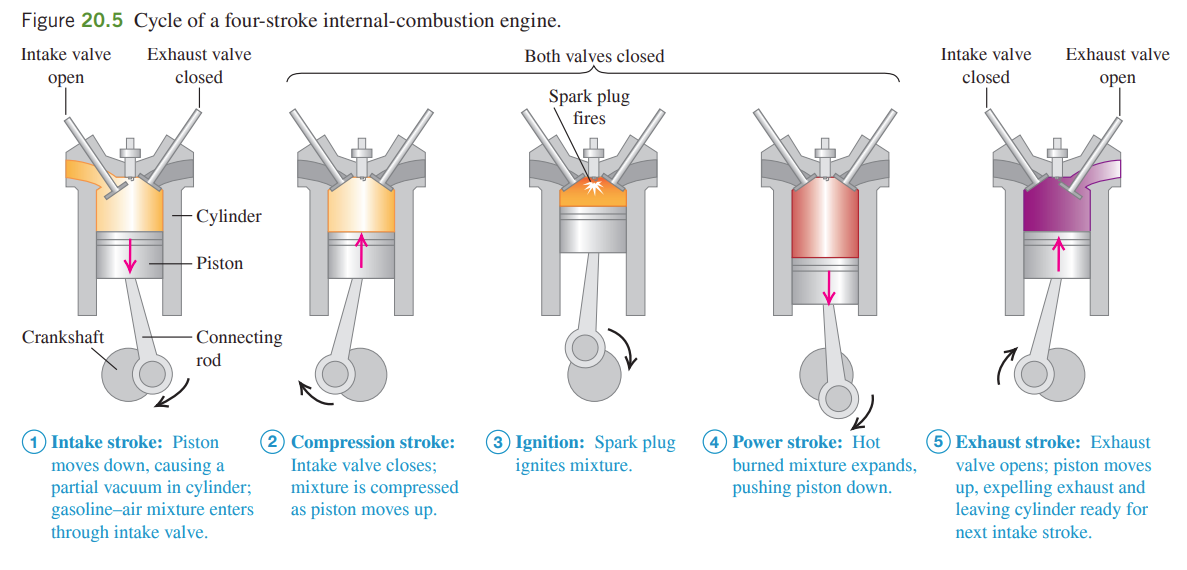 Figure 20.5 Cycle of a four-stroke internal-combustion engine.
Intake valve
open
Exhaust valve
closed
Both valves closed
Spark plug
fires
Intake valve
closed
Exhaust valve
open
Cylinder
Piston
Crankshaft
Connecting
rod
1 Intake stroke: Piston
moves down, causing a
partial vacuum in cylinder;
gasoline–air mixture enters
through intake valve.
2 Compression stroke:
Intake valve closes;
mixture is compressed
as piston moves up.
3 Ignition: Spark plug
ignites mixture.
4 Power stroke: Hot
burned mixture expands,
pushing piston down.
5 Exhaust stroke: Exhaust
valve opens; piston moves
up, expelling exhaust and
leaving cylinder ready for
next intake stroke.